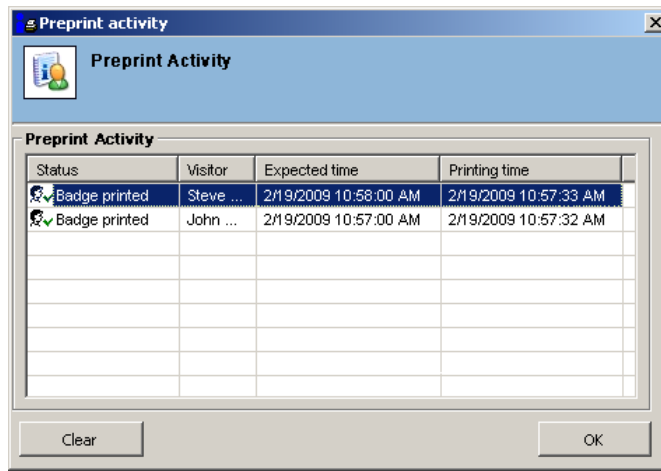 Preprint activity
Preprint Activity
Preprint Activity
Status Visitor Expected time Printing time
Badge printed Steve ... 2/19/2009 10:58:00 AM 2/19/2009 10:57:33 AM
Badge printed John ... 2/19/2009 10:57:00 AM 2/19/2009 10:57:32 AM
Clear OK